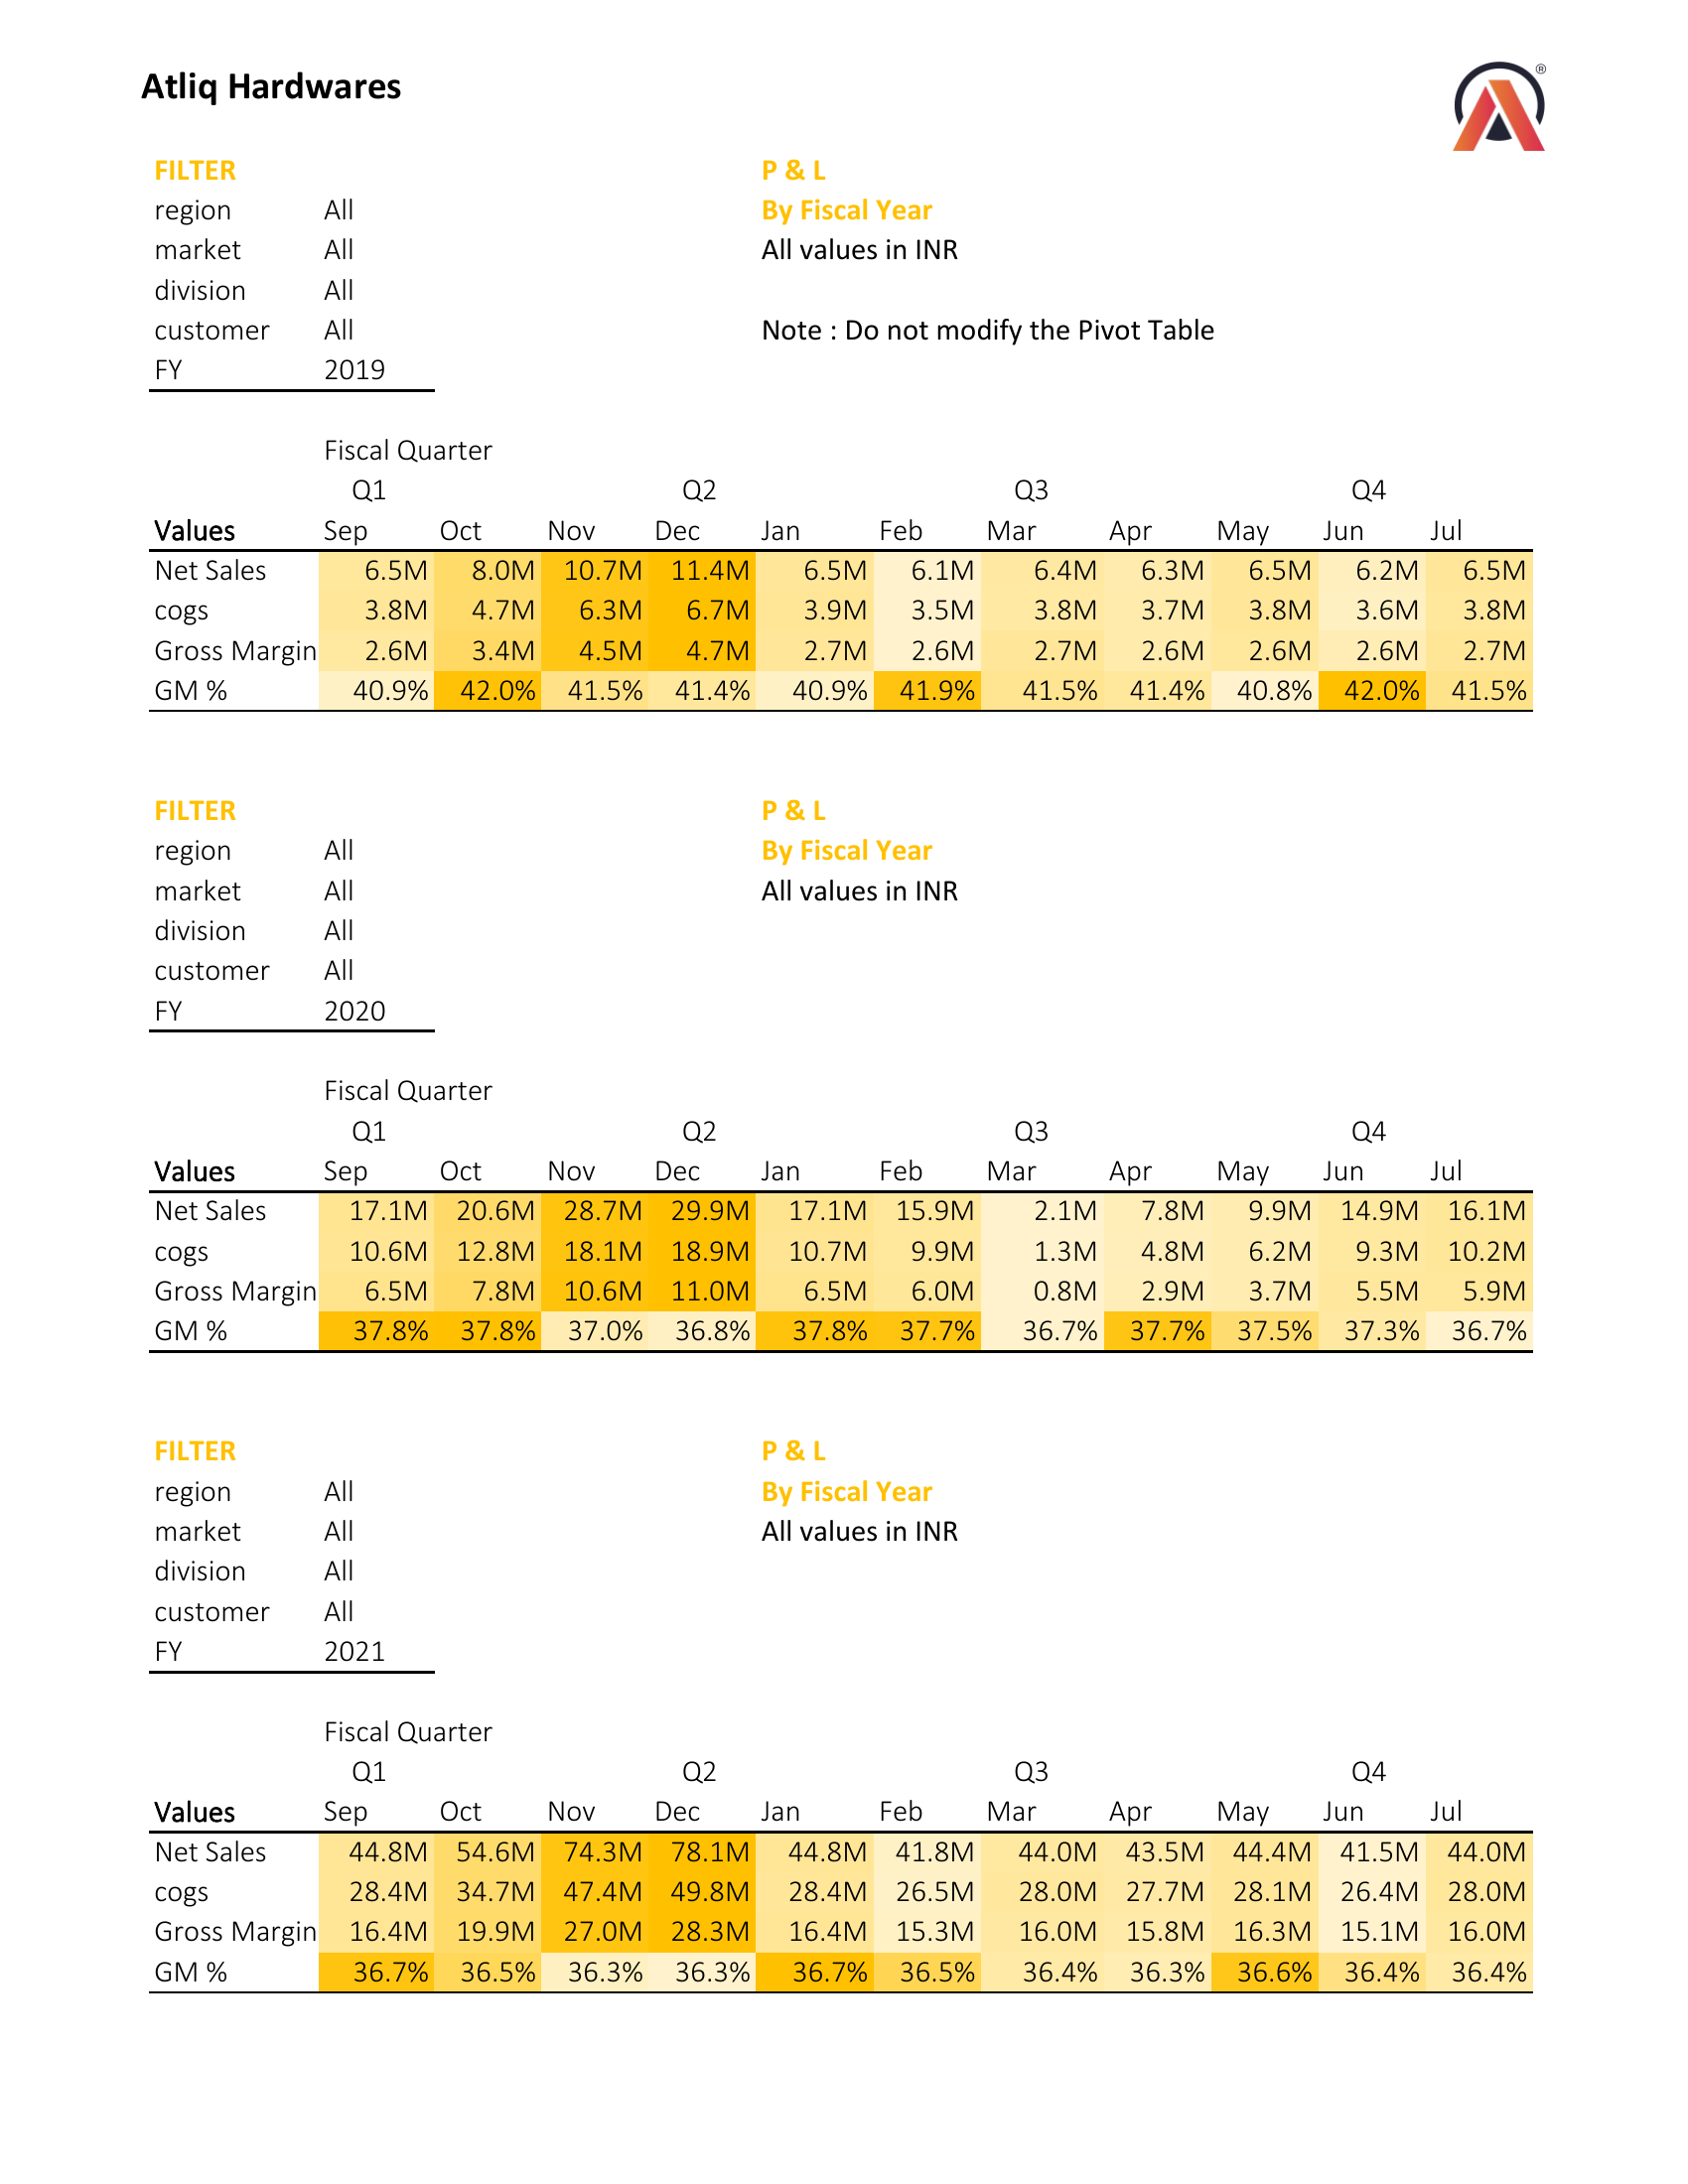 Atliq Hardwares
®
FILTER P & L
region All By Fiscal Year
market All All values in INR
division All
customer All Note : Do not modify the Pivot Table
FY 2019
Fiscal Quarter
Q1 Q2 Q3 Q4
Values Sep Oct Nov Dec Jan Feb Mar Apr May Jun Jul
Net Sales 6.5M 8.0M 10.7M 11.4M 6.5M 6.1M 6.4M 6.3M 6.5M 6.2M 6.5M
cogs 3.8M 4.7M 6.3M 6.7M 3.9M 3.5M 3.8M 3.7M 3.8M 3.6M 3.8M
Gross Margin 2.6M 3.4M 4.5M 4.7M 2.7M 2.6M 2.7M 2.6M 2.6M 2.6M 2.7M
GM % 40.9% 42.0% 41.5% 41.4% 40.9% 41.9% 41.5% 41.4% 40.8% 42.0% 41.5%
FILTER P & L
region All By Fiscal Year
market All All values in INR
division All
customer All
FY 2020
Fiscal Quarter
Q1 Q2 Q3 Q4
Values Sep Oct Nov Dec Jan Feb Mar Apr May Jun Jul
Net Sales 17.1M 20.6M 28.7M 29.9M 17.1M 15.9M 2.1M 7.8M 9.9M 14.9M 16.1M
cogs 10.6M 12.8M 18.1M 18.9M 10.7M 9.9M 1.3M 4.8M 6.2M 9.3M 10.2M
Gross Margin 6.5M 7.8M 10.6M 11.0M 6.5M 6.0M 0.8M 2.9M 3.7M 5.5M 5.9M
GM % 37.8% 37.8% 37.0% 36.8% 37.8% 37.7% 36.7% 37.7% 37.5% 37.3% 36.7%
FILTER P & L
region All By Fiscal Year
market All All values in INR
division All
customer All
FY 2021
Fiscal Quarter
Q1 Q2 Q3 Q4
Values Sep Oct Nov Dec Jan Feb Mar Apr May Jun Jul
Net Sales 44.8M 54.6M 74.3M 78.1M 44.8M 41.8M 44.0M 43.5M 44.4M 41.5M 44.0M
cogs 28.4M 34.7M 47.4M 49.8M 28.4M 26.5M 28.0M 27.7M 28.1M 26.4M 28.0M
Gross Margin 16.4M 19.9M 27.0M 28.3M 16.4M 15.3M 16.0M 15.8M 16.3M 15.1M 16.0M
GM % 36.7% 36.5% 36.3% 36.3% 36.7% 36.5% 36.4% 36.3% 36.6% 36.4% 36.4%